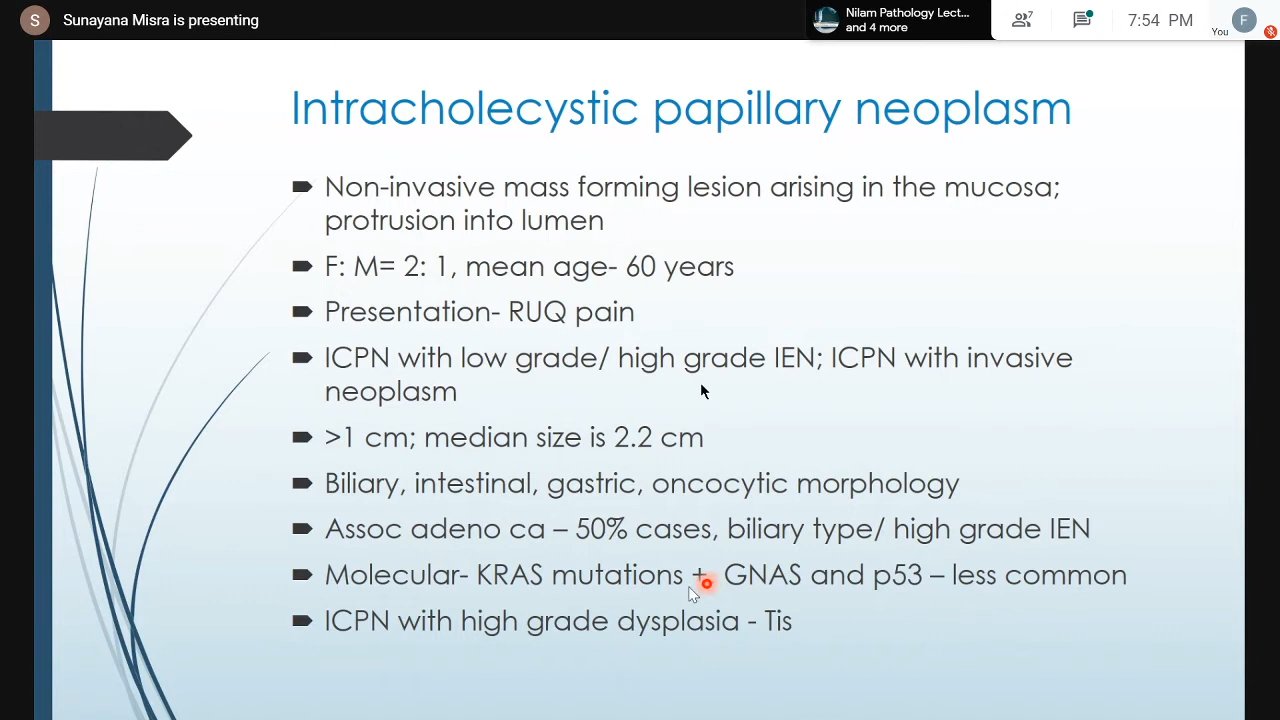 S Sunayana Misra is presenting
Nilam Pathology Lect...
and 4 more
7
7:54 PM
You
F
Intracholecystic papillary neoplasm
Non-invasive mass forming lesion arising in the mucosa;
protrusion into lumen
F: M= 2: 1, mean age- 60 years
Presentation- RUQ pain
ICPN with low grade/ high grade IEN; ICPN with invasive
neoplasm
>1 cm; median size is 2.2 cm
Biliary, intestinal, gastric, oncocytic morphology
Assoc adeno ca – 50% cases, biliary type/ high grade IEN
Molecular- KRAS mutations + GNAS and p53 – less common
ICPN with high grade dysplasia - Tis